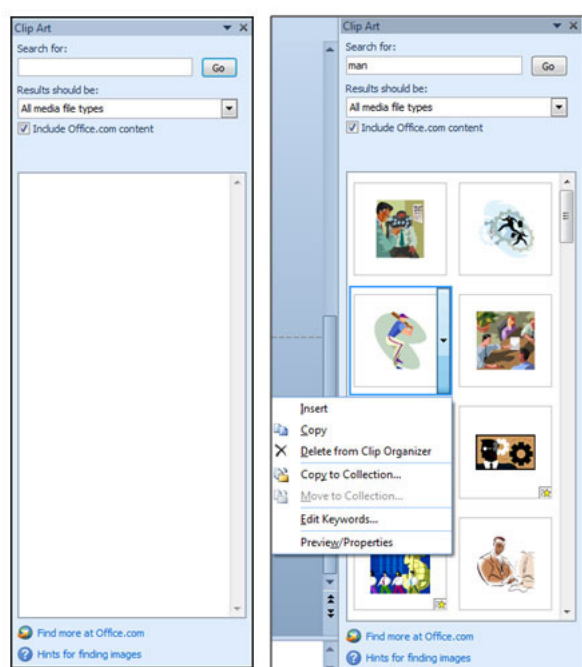 Clip Art
Search for:
Go
Results should be:
All media file types
Include Office.com content
Find more at Office.com
Hints for finding images
Clip Art
Search for:
man
Go
Results should be:
All media file types
Include Office.com content
Insert
Copy
Delete from Clip Organizer
Copy to Collection...
Move to Collection...
Edit Keywords...
Preview/Properties
Find more at Office.com
Hints for finding images